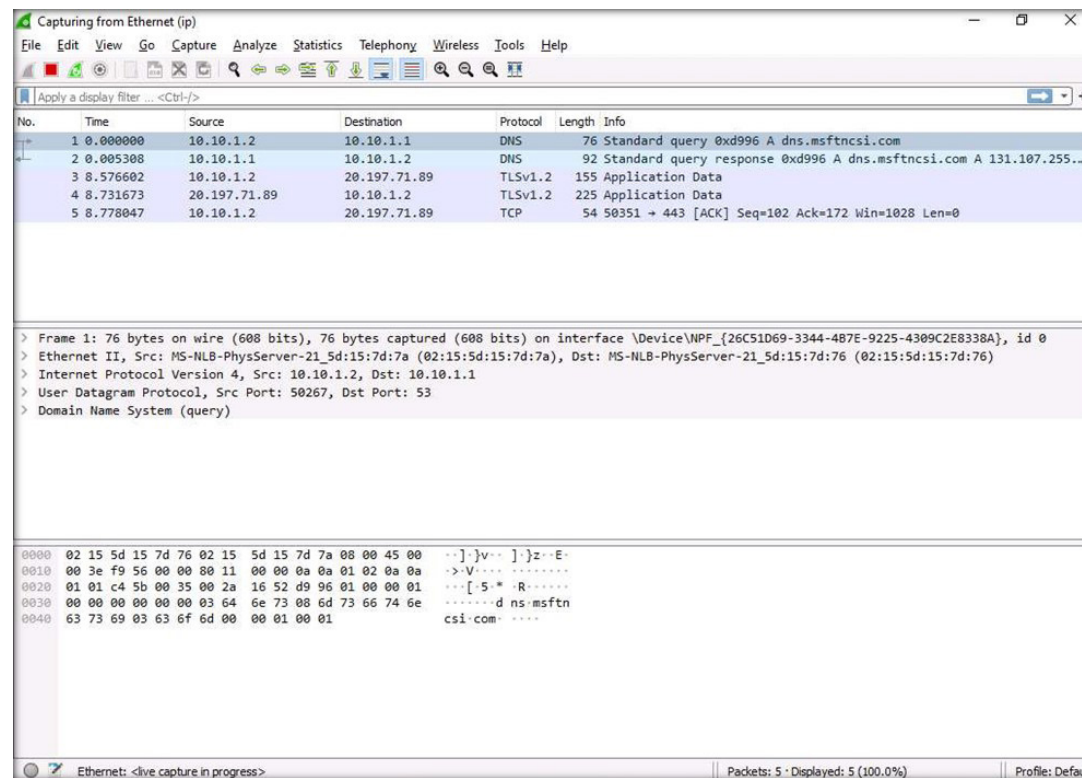 Capturing from Ethernet (ip)
File Edit View Go Capture Analyze Statistics Telephony Wireless Tools Help
Apply a display filter ... <Ctrl-/>
No. Time Source Destination Protocol Length Info
1 0.000000 10.10.1.2 10.10.1.1 DNS 76 Standard query 0xd996 A dns.msftncsi.com
2 0.005308 10.10.1.1 10.10.1.2 DNS 92 Standard query response 0xd996 A dns.msftncsi.com A 131.107.255...
3 8.576602 10.10.1.2 20.197.71.89 TLSv1.2 155 Application Data
4 8.731673 20.197.71.89 10.10.1.2 TLSv1.2 225 Application Data
5 8.778047 10.10.1.2 20.197.71.89 TCP 54 50351 → 443 [ACK] Seq=102 Ack=172 Win=1028 Len=0
> Frame 1: 76 bytes on wire (608 bits), 76 bytes captured (608 bits) on interface \Device\NPF_{26C51D69-3344-4B7E-9225-4309C2E8338A}, id 0
> Ethernet II, Src: MS-NLB-PhysServer-21_5d:15:7d:7a (02:15:5d:15:7d:7a), Dst: MS-NLB-PhysServer-21_5d:15:7d:76 (02:15:5d:15:7d:76)
> Internet Protocol Version 4, Src: 10.10.1.2, Dst: 10.10.1.1
> User Datagram Protocol, Src Port: 50267, Dst Port: 53
> Domain Name System (query)
0000 02 15 5d 15 7d 76 02 15 5d 15 7d 7a 08 00 45 00 ··]·}v·· ]·}z··E·
0010 00 3e f9 56 00 00 80 11 00 00 0a 0a 01 02 0a 0a ·>·V···· ········
0020 01 01 c4 5b 00 35 00 2a 16 52 d9 96 01 00 00 01 ···[·5·* ·R······
0030 00 00 00 00 00 00 03 64 6e 73 08 6d 73 66 74 6e ·······d ns·msftn
0040 63 73 69 03 63 6f 6d 00 00 01 00 01 csi·com· ····
Ethernet: <live capture in progress> Packets: 5 · Displayed: 5 (100.0%) Profile: Defau